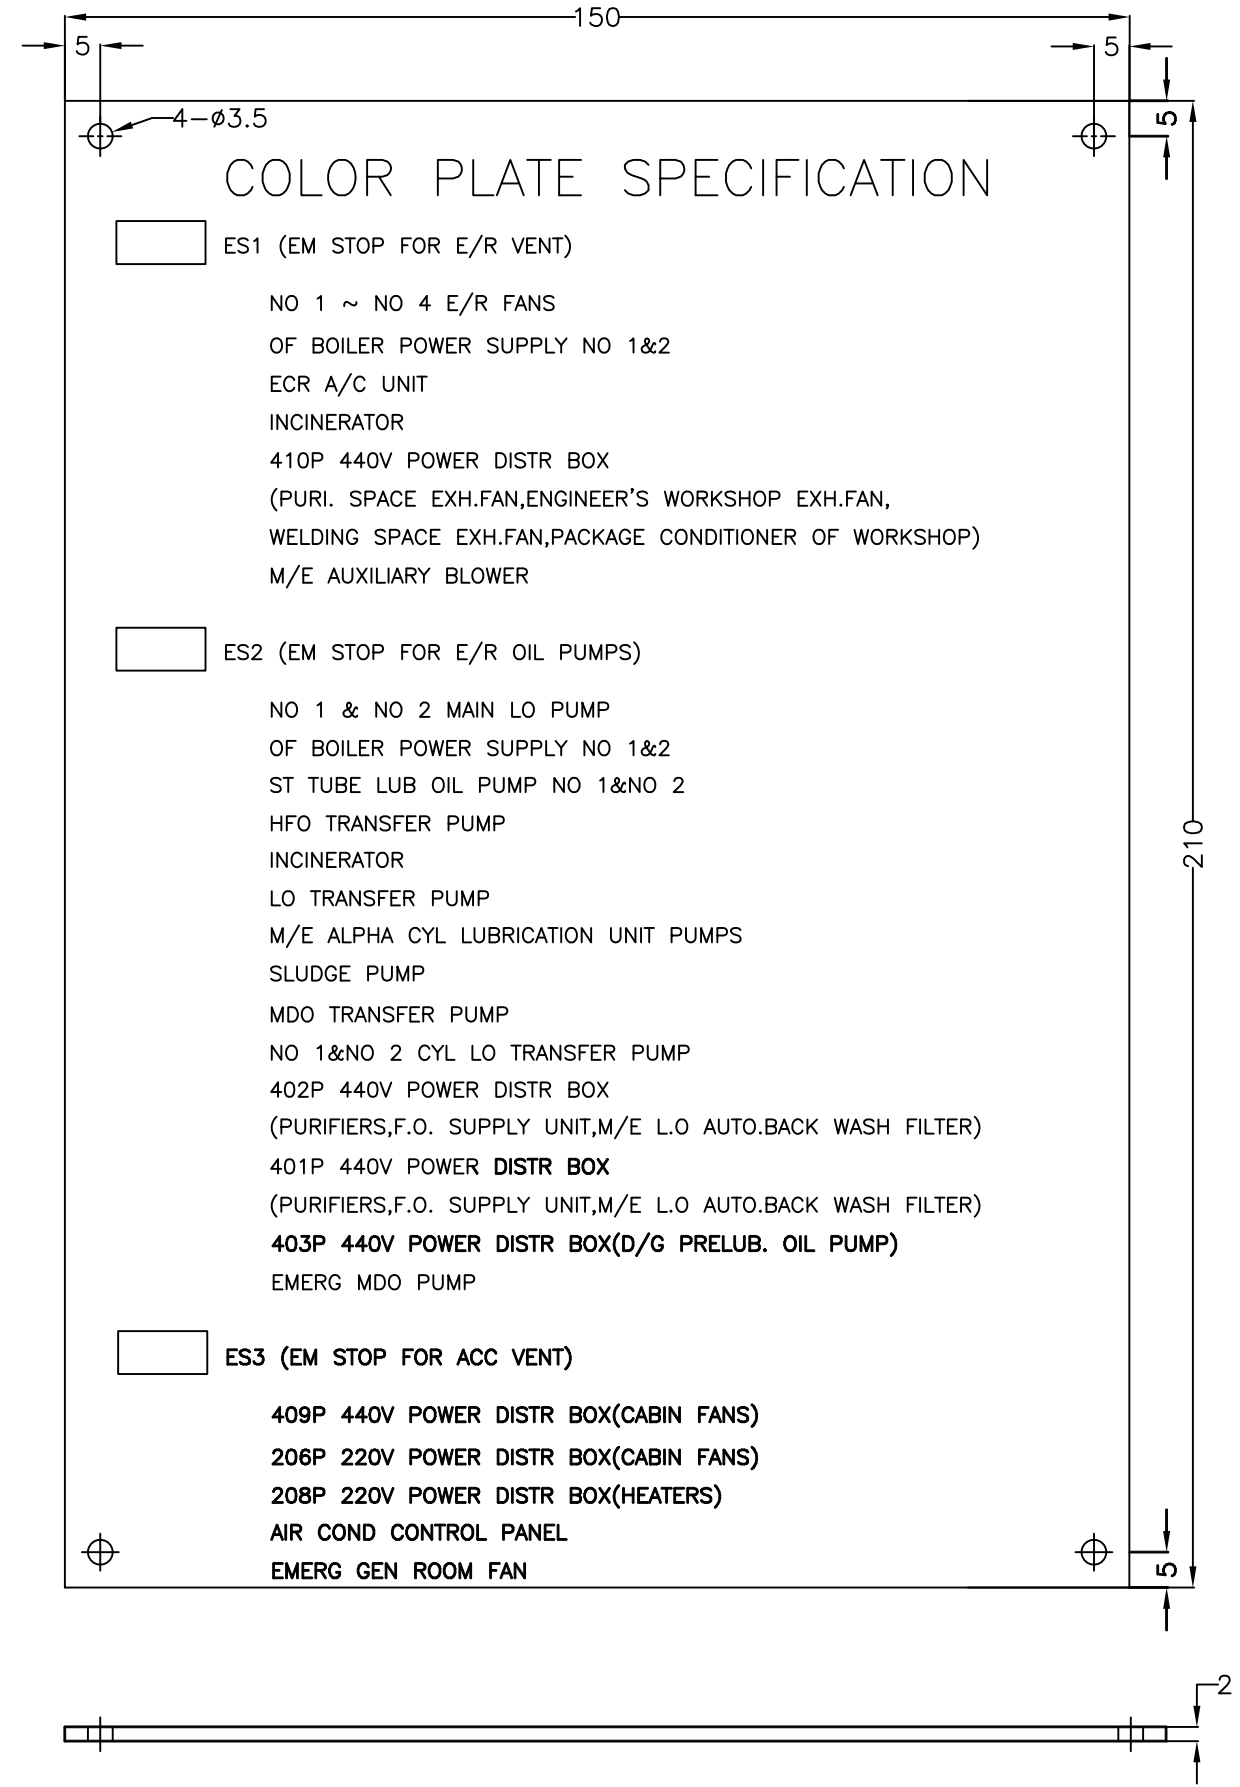 150
5
5
4-ø3.5
5
COLOR PLATE SPECIFICATION
ES1 (EM STOP FOR E/R VENT)
NO 1 ~ NO 4 E/R FANS
OF BOILER POWER SUPPLY NO 1&2
ECR A/C UNIT
INCINERATOR
410P 440V POWER DISTR BOX
(PURI. SPACE EXH.FAN,ENGINEER'S WORKSHOP EXH.FAN,
WELDING SPACE EXH.FAN,PACKAGE CONDITIONER OF WORKSHOP)
M/E AUXILIARY BLOWER
ES2 (EM STOP FOR E/R OIL PUMPS)
NO 1 & NO 2 MAIN LO PUMP
OF BOILER POWER SUPPLY NO 1&2
ST TUBE LUB OIL PUMP NO 1&NO 2
HFO TRANSFER PUMP
210
INCINERATOR
LO TRANSFER PUMP
M/E ALPHA CYL LUBRICATION UNIT PUMPS
SLUDGE PUMP
MDO TRANSFER PUMP
NO 1&NO 2 CYL LO TRANSFER PUMP
402P 440V POWER DISTR BOX
(PURIFIERS,F.O. SUPPLY UNIT,M/E L.O AUTO.BACK WASH FILTER)
401P 440V POWER DISTR BOX
(PURIFIERS,F.O. SUPPLY UNIT,M/E L.O AUTO.BACK WASH FILTER)
403P 440V POWER DISTR BOX(D/G PRELUB. OIL PUMP)
EMERG MDO PUMP
ES3 (EM STOP FOR ACC VENT)
409P 440V POWER DISTR BOX(CABIN FANS)
206P 220V POWER DISTR BOX(CABIN FANS)
208P 220V POWER DISTR BOX(HEATERS)
AIR COND CONTROL PANEL
EMERG GEN ROOM FAN
5
2